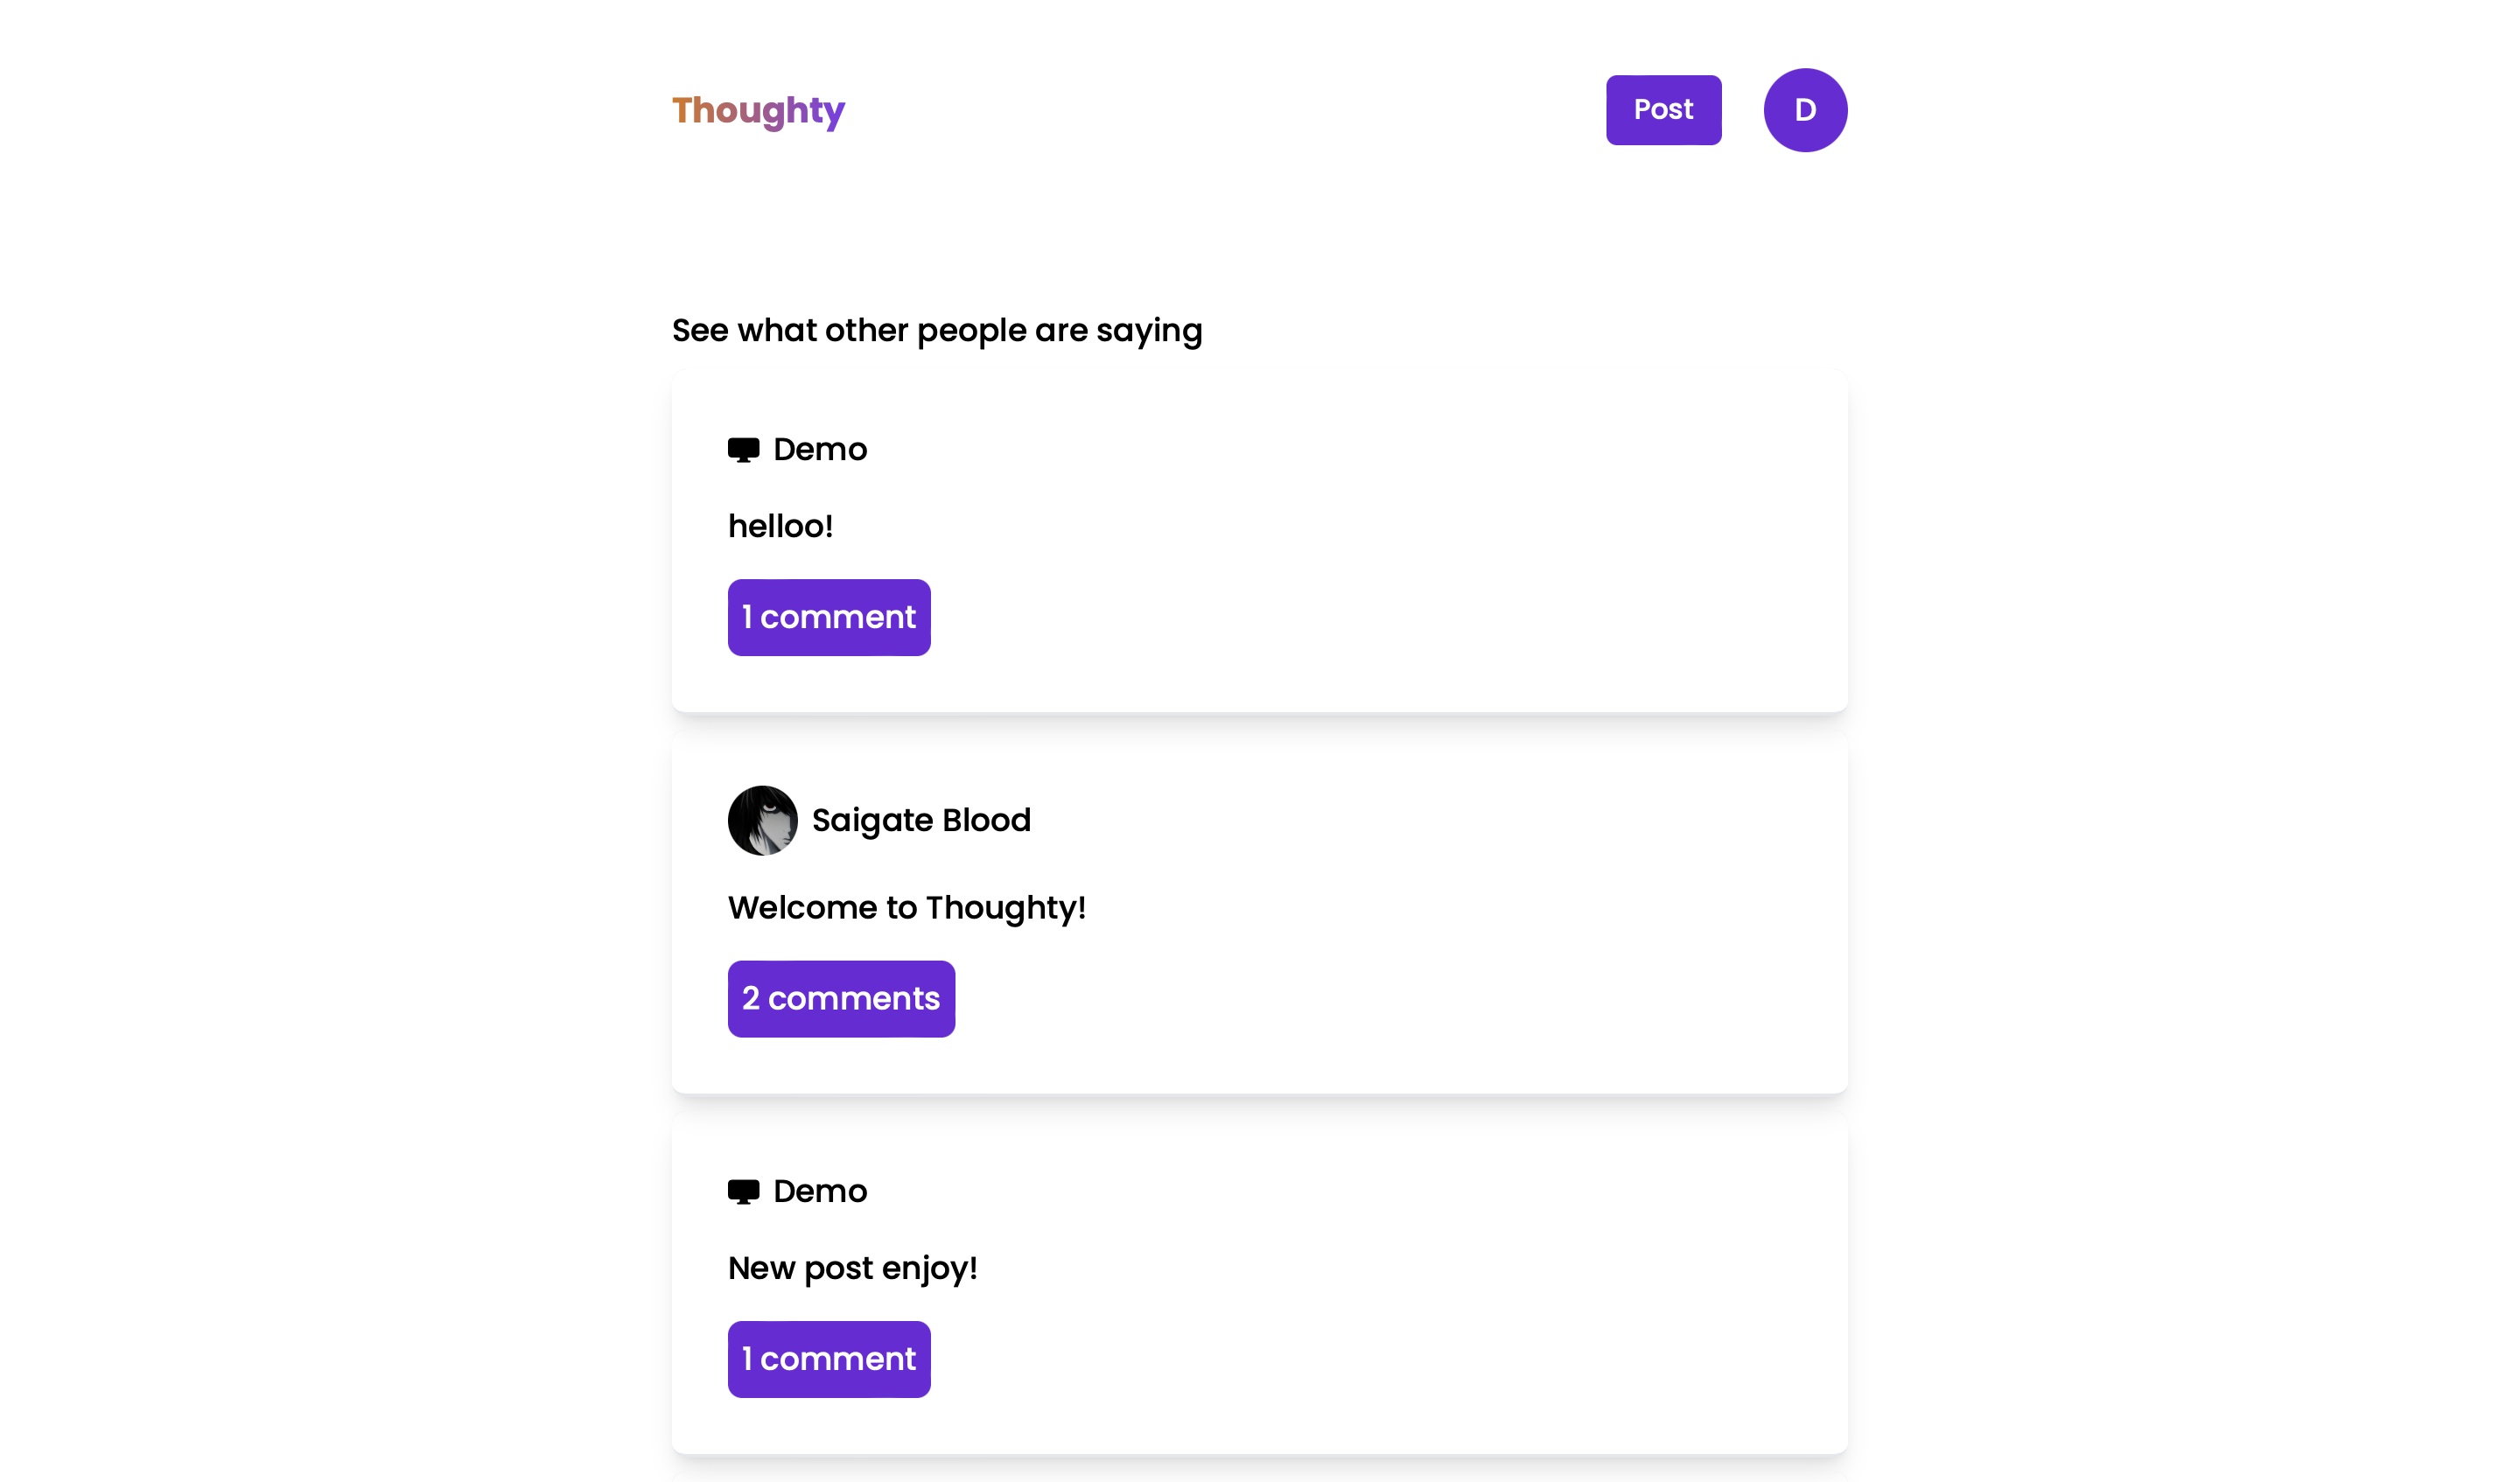 Thoughty
Post
D
See what other people are saying
Demo
helloo!
1 comment
Saigate Blood
Welcome to Thoughty!
2 comments
Demo
New post enjoy!
1 comment